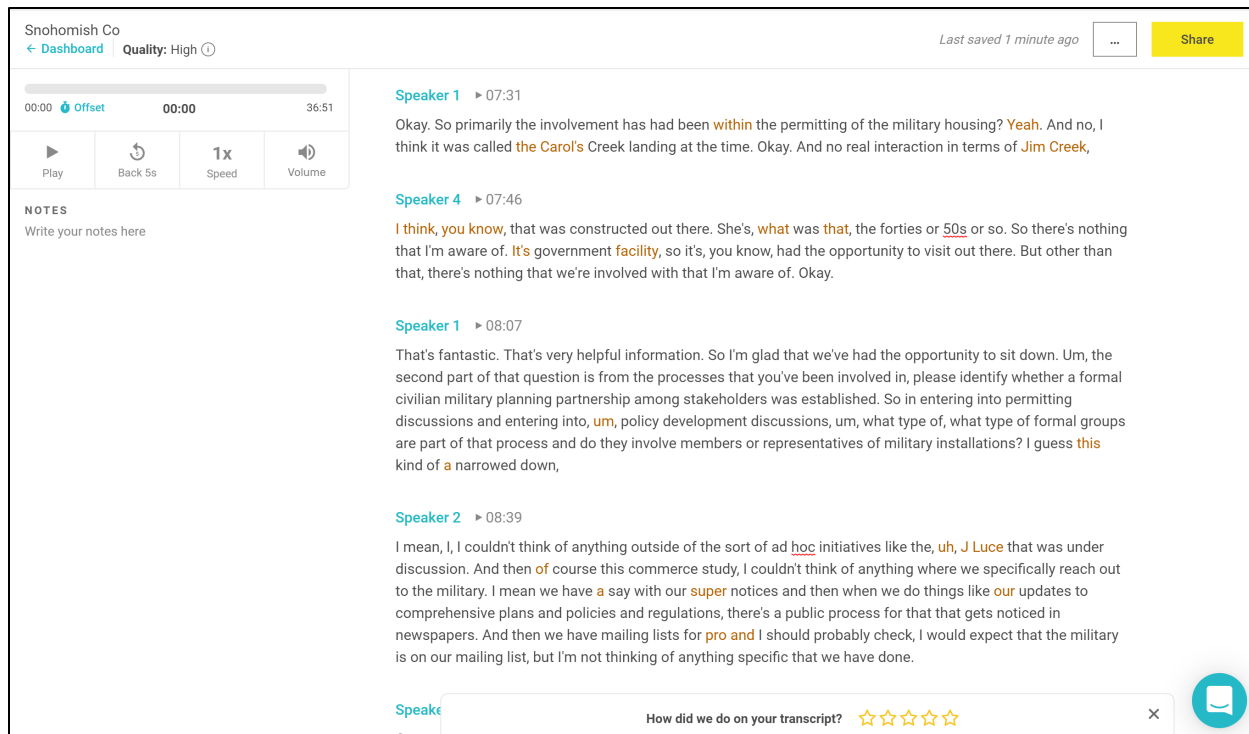 Snohomish Co
← Dashboard Quality: High
Last saved 1 minute ago
...
Share
00:00 Offset 00:00 36:51
Play
5
Back 5s
1x
Speed
Volume
NOTES
Write your notes here
Speaker 1 07:31
Okay. So primarily the involvement has had been within the permitting of the military housing? Yeah. And no, I
think it was called the Carol's Creek landing at the time. Okay. And no real interaction in terms of Jim Creek,
Speaker 4 07:46
I think, you know, that was constructed out there. She's, what was that, the forties or 50s or so. So there's nothing
that I'm aware of. It's government facility, so it's, you know, had the opportunity to visit out there. But other than
that, there's nothing that we're involved with that I'm aware of. Okay.
Speaker 1 08:07
That's fantastic. That's very helpful information. So I'm glad that we've had the opportunity to sit down. Um, the
second part of that question is from the processes that you've been involved in, please identify whether a formal
civilian military planning partnership among stakeholders was established. So in entering into permitting
discussions and entering into, um, policy development discussions, um, what type of, what type of formal groups
are part of that process and do they involve members or representatives of military installations? I guess this
kind of a narrowed down,
Speaker 2 08:39
I mean, I, I couldn't think of anything outside of the sort of ad hoc initiatives like the, uh, J Luce that was under
discussion. And then of course this commerce study, I couldn't think of anything where we specifically reach out
to the military. I mean we have a say with our super notices and then when we do things like our updates to
comprehensive plans and policies and regulations, there's a public process for that that gets noticed in
newspapers. And then we have mailing lists for pro and I should probably check, I would expect that the military
is on our mailing list, but I'm not thinking of anything specific that we have done.
Speake
How did we do on your transcript?